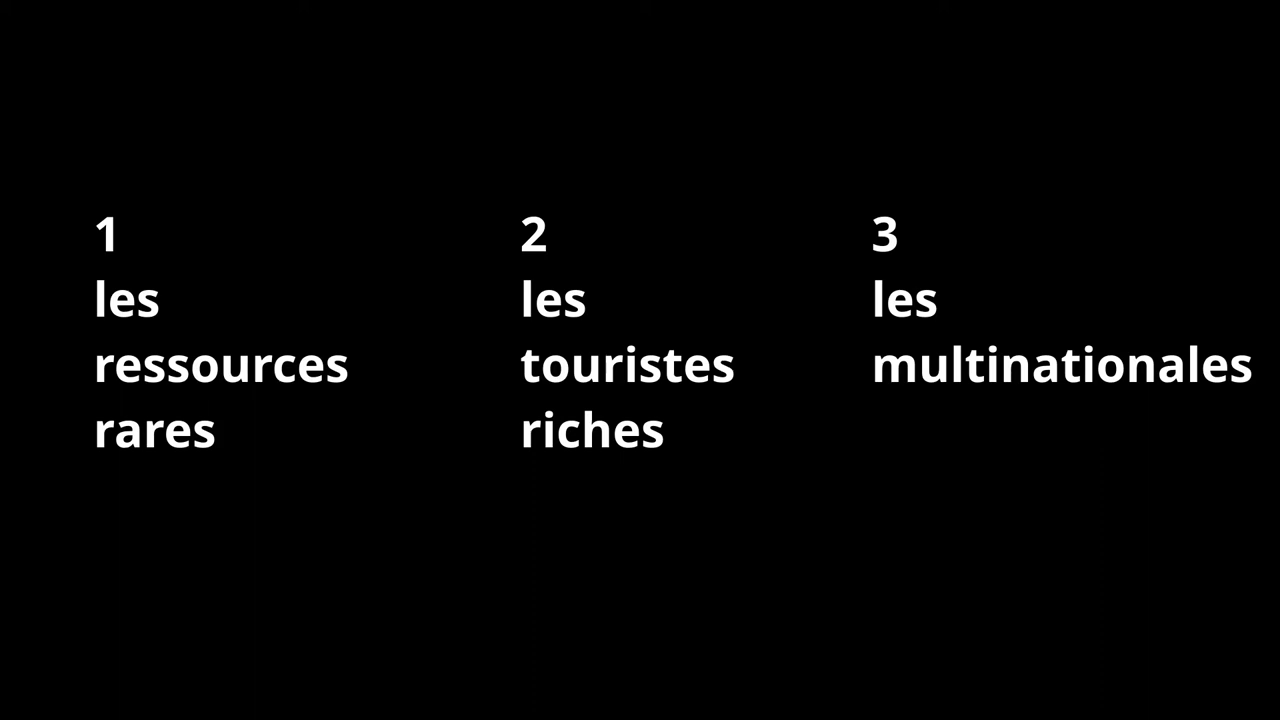 1
les
ressources
rares
2
les
touristes
riches
3
les
multinationales